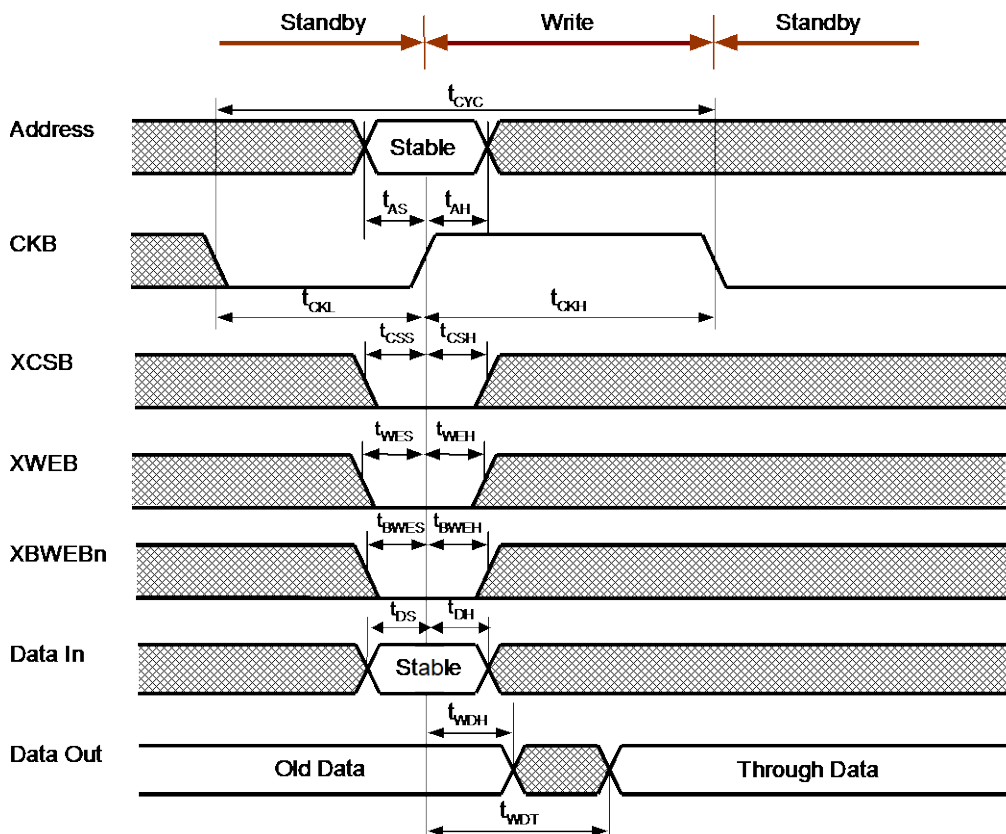 Standby Write Standby
tCYC
Address Stable
tAS tAH
CKB
tCKL tCKH
tCSS tCSH
XCSB
tWES tWEH
XWEB
tBWES tBWEH
XBWEBn
tDS tDH
Data In Stable
tWDH
Data Out Old Data Through Data
tWDT